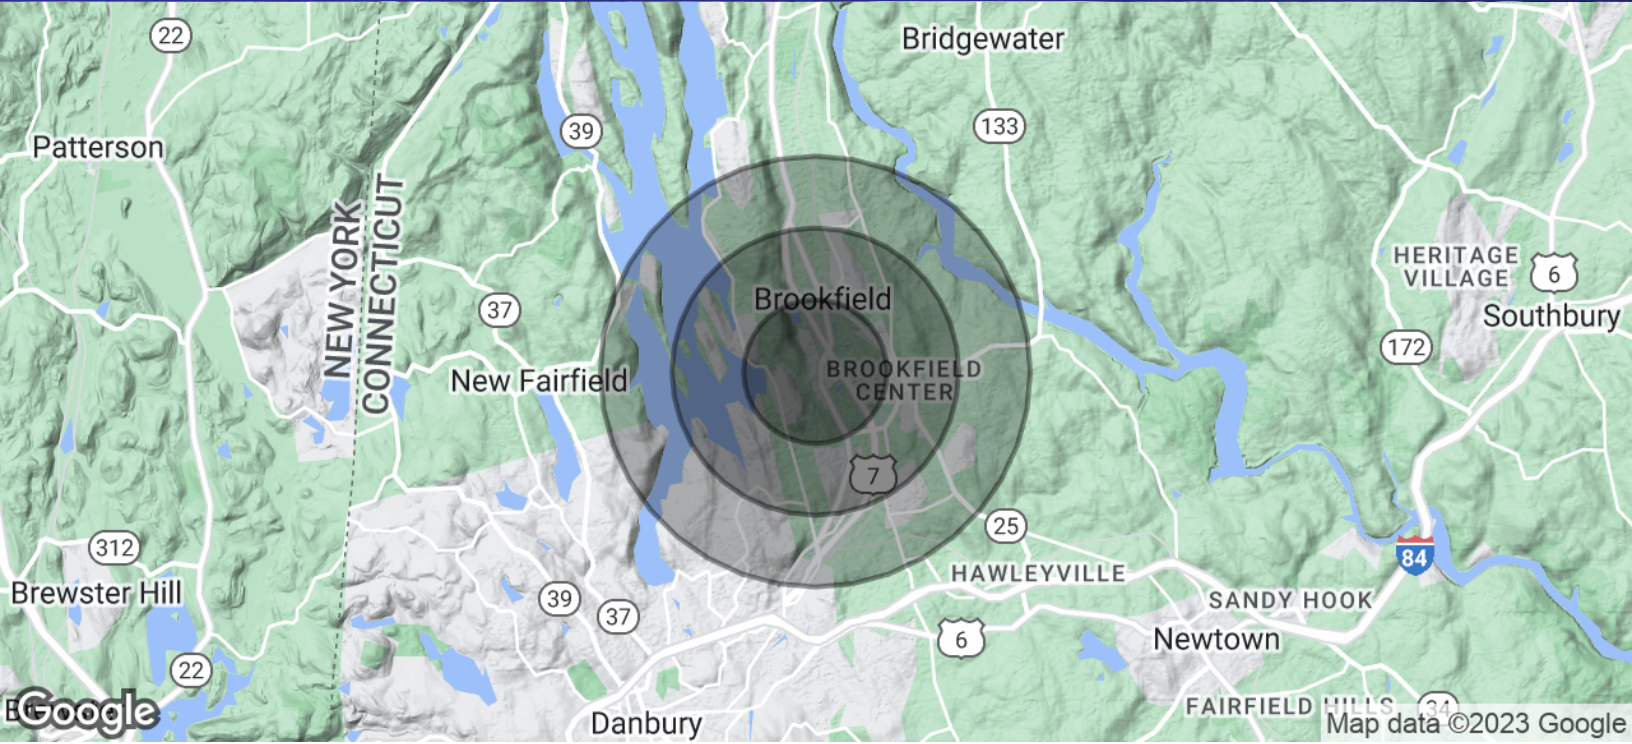 22
Bridgewater
39
133
Patterson
NEW YORK
CONNECTICUT
HERITAGE
VILLAGE
6
37
Brookfield
Southbury
172
BROOKFIELD
CENTER
New Fairfield
7
25
312
84
HAWLEYVILLE
Brewster Hill
39
37
SANDY HOOK
6
Newtown
22
FAIRFIELD HILLS
34
Google
Danbury
Map data ©2023 Google